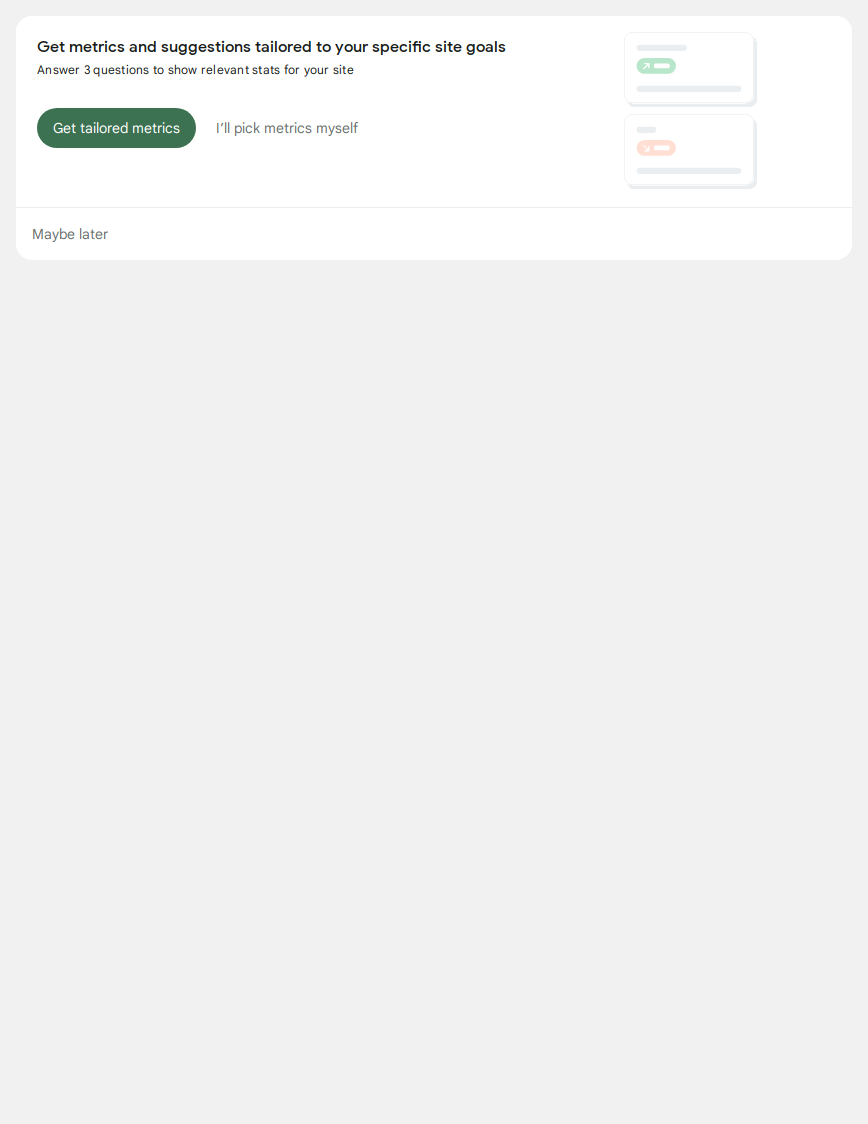 Get metrics and suggestions tailored to your specific site goals
Answer 3 questions to show relevant stats for your site
Get tailored metrics
I’ll pick metrics myself
Maybe later